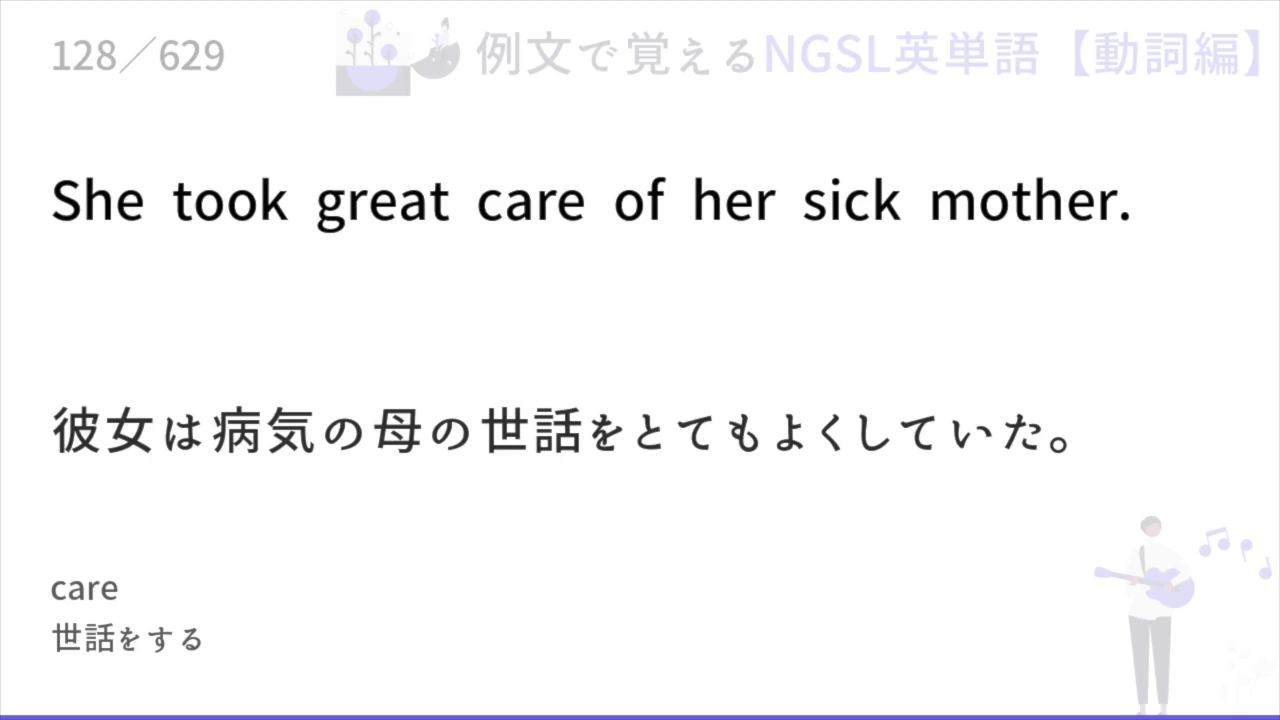 128／629
例文で覚えるNGSL英単語【動詞編】
She took great care of her sick mother.
彼女は病気の母の世話をとてもよくしていた。
care
世話をする